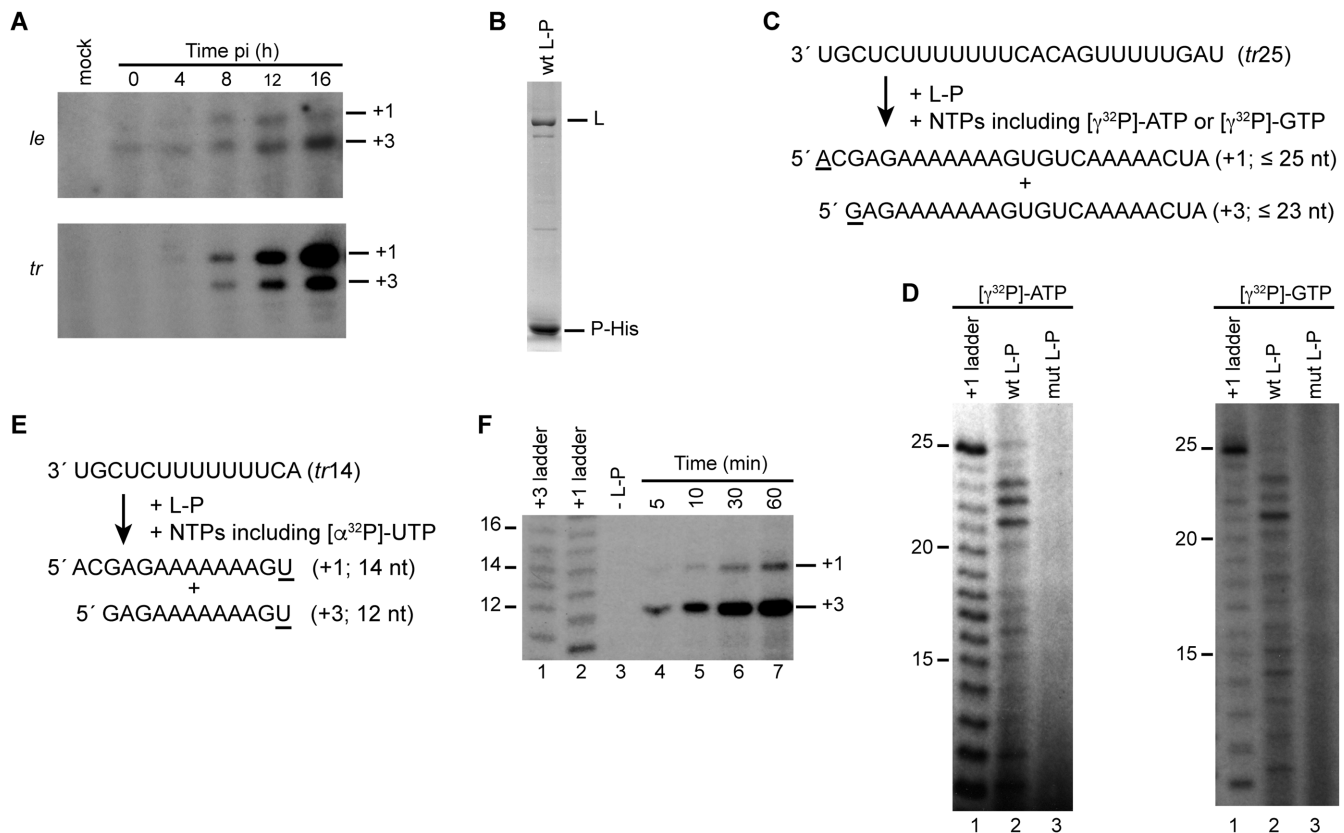 A
mock
Time pi (h)
0 4 8 12 16
le
+1
+3
tr
+1
+3
B
wt L-P
L
P-His
C
3´ UGCUCUUUUUUUCACAGUUUUUGAU (tr25)
+ L-P
+ NTPs including [γ³²P]-ATP or [γ³²P]-GTP
5´ ACGAGAAAAAAAGUGUCAAAAACUA (+1; ≤ 25 nt)
+
5´ GAGAAAAAAAGUGUCAAAAACUA (+3; ≤ 23 nt)
D
[γ³²P]-ATP
+1 ladder
wt L-P
mut L-P
25
20
15
1 2 3
[γ³²P]-GTP
+1 ladder
wt L-P
mut L-P
25
20
15
1 2 3
E
3´ UGCUCUUUUUUUCA (tr14)
+ L-P
+ NTPs including [α³²P]-UTP
5´ ACGAGAAAAAAAGU (+1; 14 nt)
+
5´ GAGAAAAAAAGU (+3; 12 nt)
F
+3 ladder
+1 ladder
- L-P
Time (min)
5 10 30 60
16
14
12
+1
+3
1 2 3 4 5 6 7